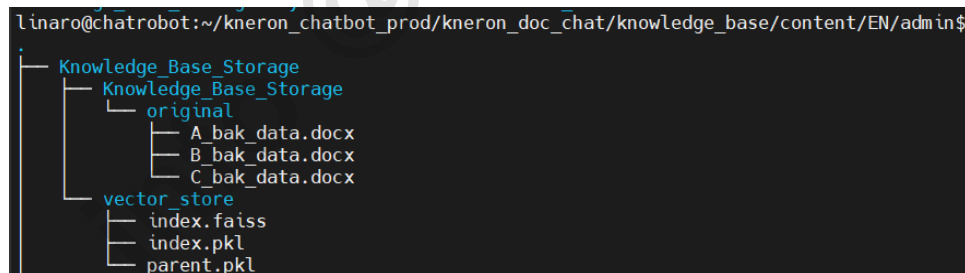 linaro@chatrobot:~/kneron_chatbot_prod/kneron_doc_chat/knowledge_base/content/EN/admin$
.
├── Knowledge_Base_Storage
│   ├── Knowledge_Base_Storage
│   │   └── original
│   │       ├── A_bak_data.docx
│   │       ├── B_bak_data.docx
│   │       └── C_bak_data.docx
│   └── vector_store
│       ├── index.faiss
│       ├── index.pkl
│       └── parent.pkl